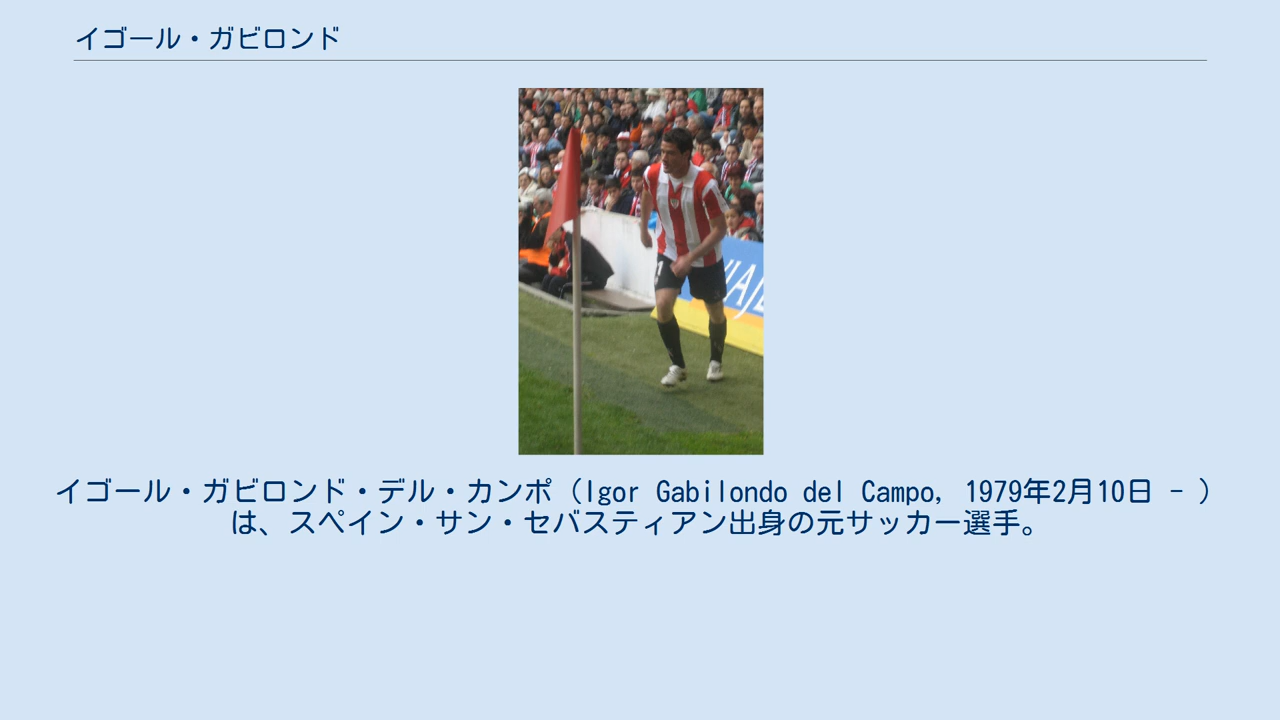 イゴール・ガビロンド
イゴール・ガビロンド・デル・カンポ（Igor Gabilondo del Campo, 1979年2月10日 - ）
は、スペイン・サン・セバスティアン出身の元サッカー選手。